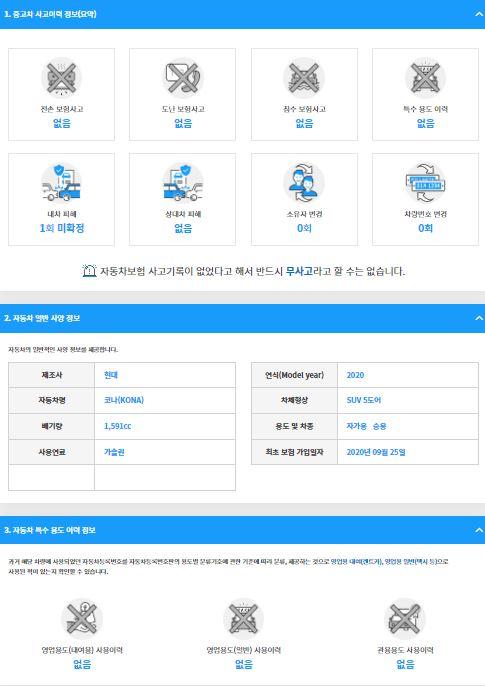 1. 중고차 사고이력 정보(요약)
전손 보험사고
없음
도난 보험사고
없음
침수 보험사고
없음
특수 용도 이력
없음
내차 피해
1회 미확정
상대차 피해
없음
소유자 변경
0회
차량번호 변경
0회
자동차보험 사고기록이 없었다고 해서 반드시 무사고라고 할 수는 없습니다.
2. 자동차 일반 사양 정보
자동차의 일반적인 사양 정보를 제공합니다.
제조사 현대
연식(Model year) 2020
자동차명 코나(KONA)
차체형상 SUV 5도어
배기량 1,591cc
용도 및 차종 자가용 승용
사용연료 가솔린
최초 보험 가입일자 2020년 09월 25일
3. 자동차 특수 용도 이력 정보
과거 해당 차량에 사용되었던 자동차등록번호를 자동차등록번호판의 용도별 분류기준에 관한 기준에 따라 분류, 제공하는 것으로 영업용 대여(렌트카), 영업용 일반(택시 등)으로
사용된 적이 있는지 확인할 수 있습니다.
영업용도(대여용) 사용이력
없음
영업용도(일반) 사용이력
없음
관용용도 사용이력
없음